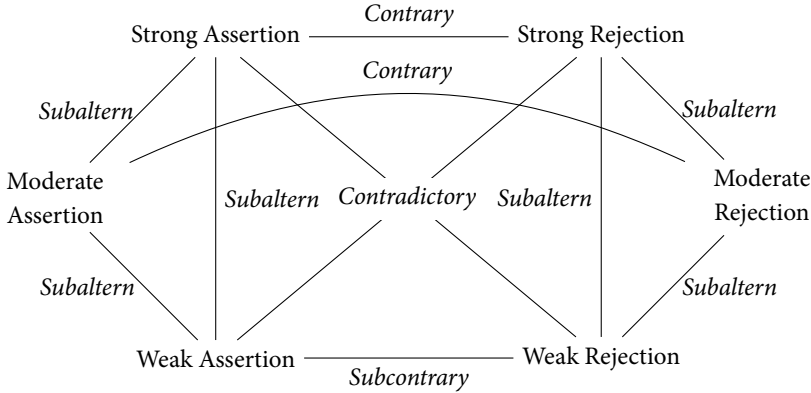 Contrary
Strong Assertion
Strong Rejection
Contrary
Subaltern
Subaltern
Moderate
Assertion
Subaltern
Contradictory
Subaltern
Moderate
Rejection
Subaltern
Subaltern
Weak Assertion
Weak Rejection
Subcontrary